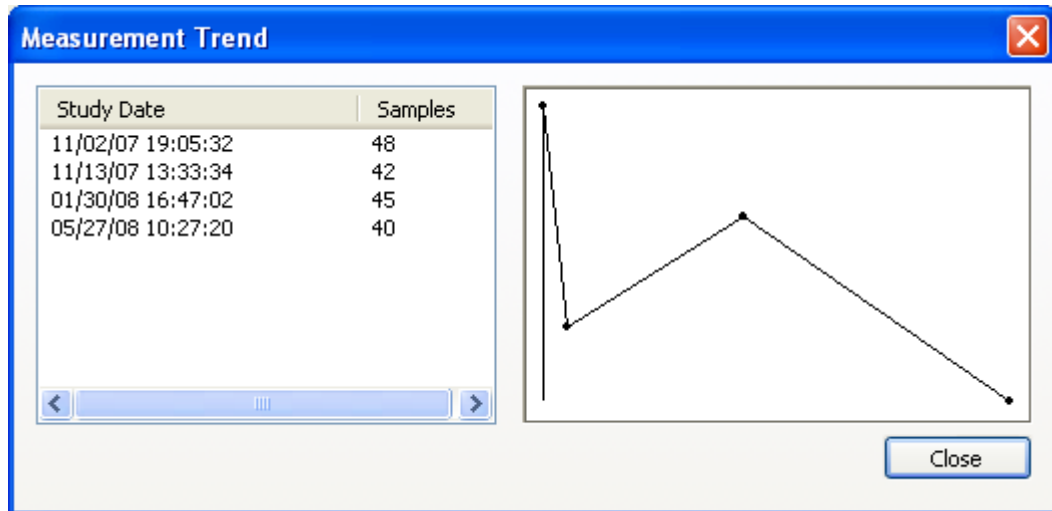 Measurement Trend
Study Date Samples
11/02/07 19:05:32 48
11/13/07 13:33:34 42
01/30/08 16:47:02 45
05/27/08 10:27:20 40
Close